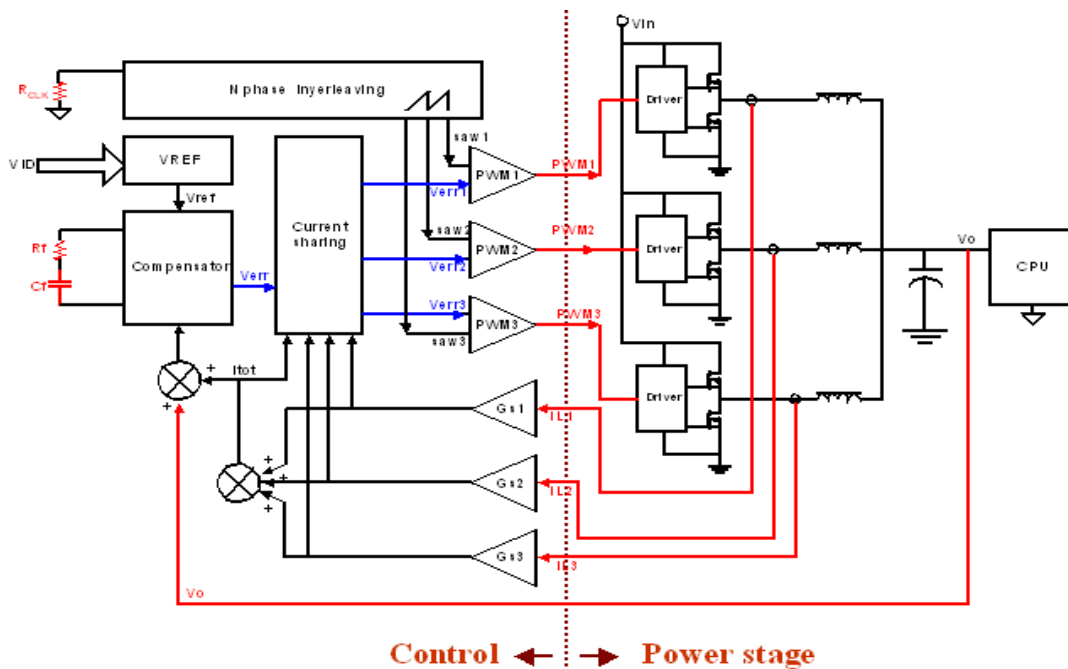 Vin
N phase Inyerleaving
RCLK
Driver
saw1
PWM1
PWM1
VID
VREF
Verr1
Vref
Current sharing
saw2
PWM2
PWM2
Driver
Vo
Rf
Compensator
Verr2
CPU
Cf
Verr
Verr3
PWM3
PWM3
saw3
+
Itot
Driver
+
Gs1
IL1
+
+
Gs2
IL2
+
Gs3
IL3
Vo
Control
Power stage